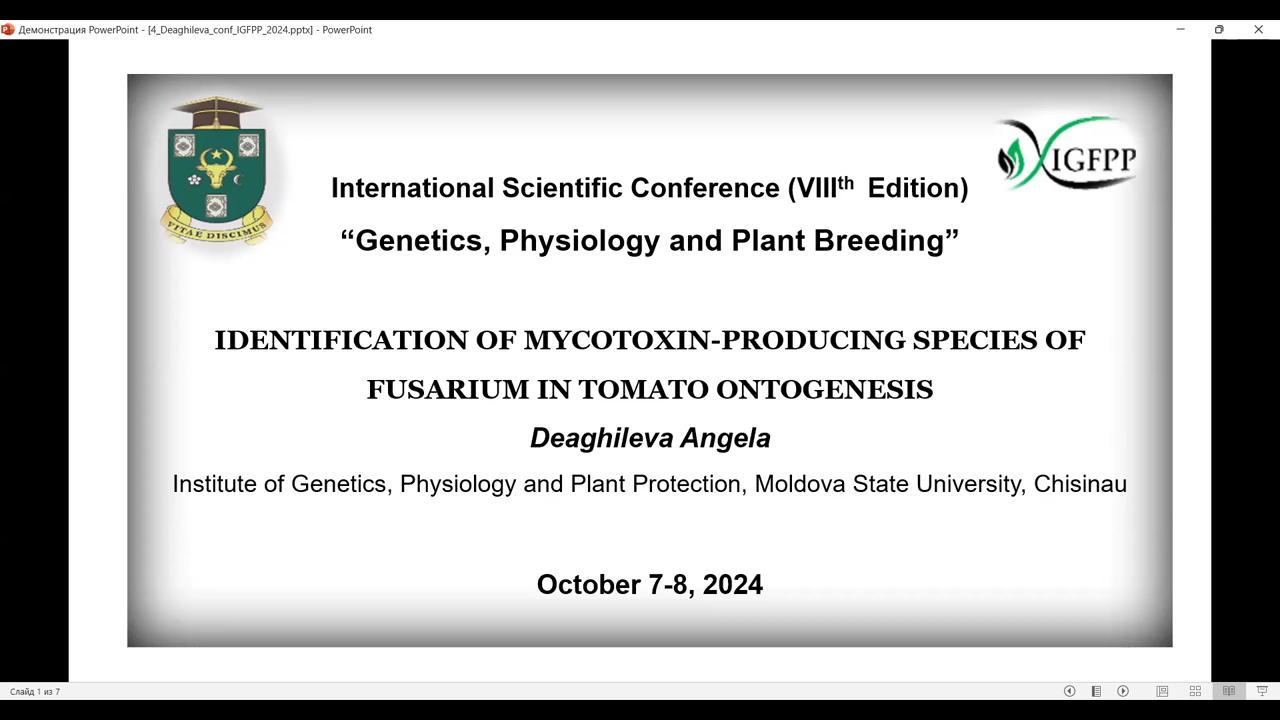 Демонстрация PowerPoint - [4_Deaghileva_conf_IGFPP_2024.pptx] - PowerPoint
IGFPP
VITAE DISCIMUS
International Scientific Conference (VIIIth Edition)
“Genetics, Physiology and Plant Breeding”
IDENTIFICATION OF MYCOTOXIN-PRODUCING SPECIES OF
FUSARIUM IN TOMATO ONTOGENESIS
Deaghileva Angela
Institute of Genetics, Physiology and Plant Protection, Moldova State University, Chisinau
October 7-8, 2024
Слайд 1 из 7